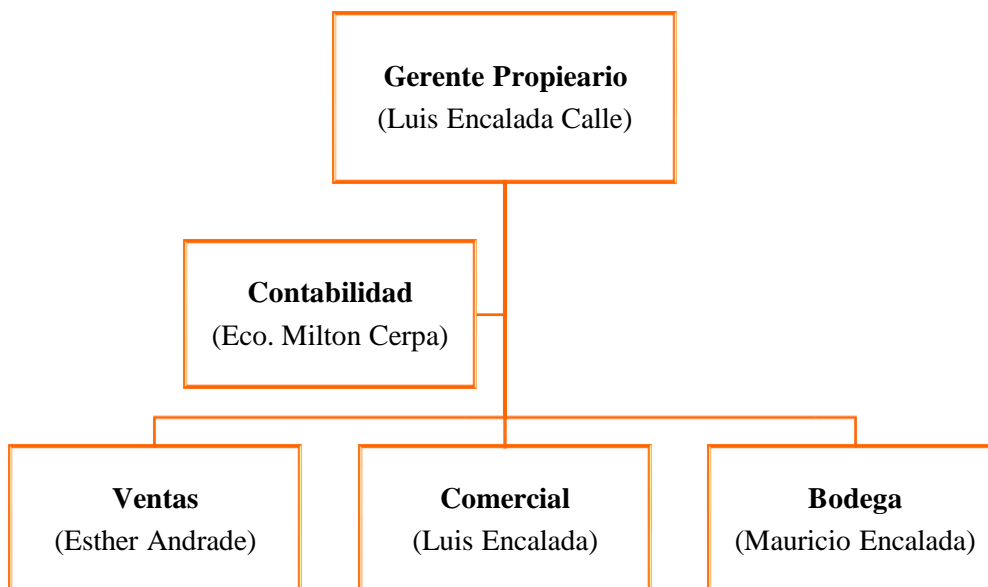 Gerente Propieario
(Luis Encalada Calle)
Contabilidad
(Eco. Milton Cerpa)
Ventas
(Esther Andrade)
Comercial
(Luis Encalada)
Bodega
(Mauricio Encalada)